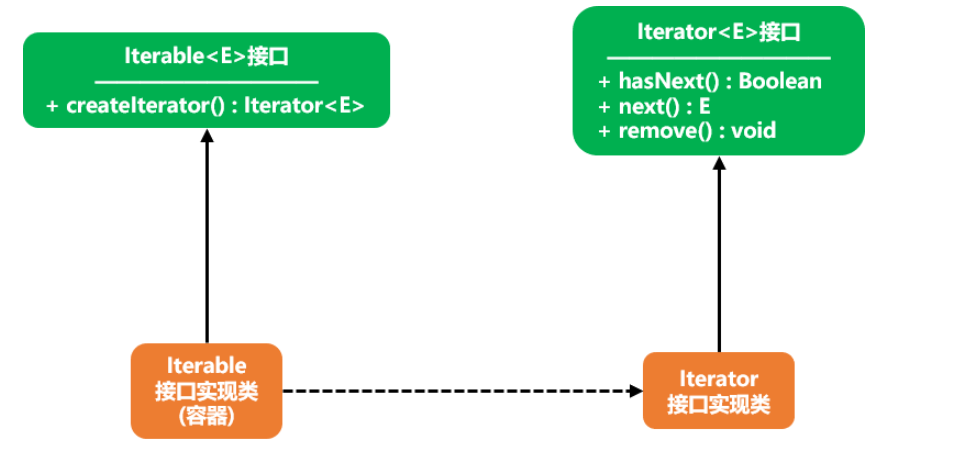 Iterable<E>接口
+ createIterator() : Iterator<E>
Iterator<E>接口
+ hasNext() : Boolean
+ next() : E
+ remove() : void
Iterable
接口实现类
(容器)
Iterator
接口实现类